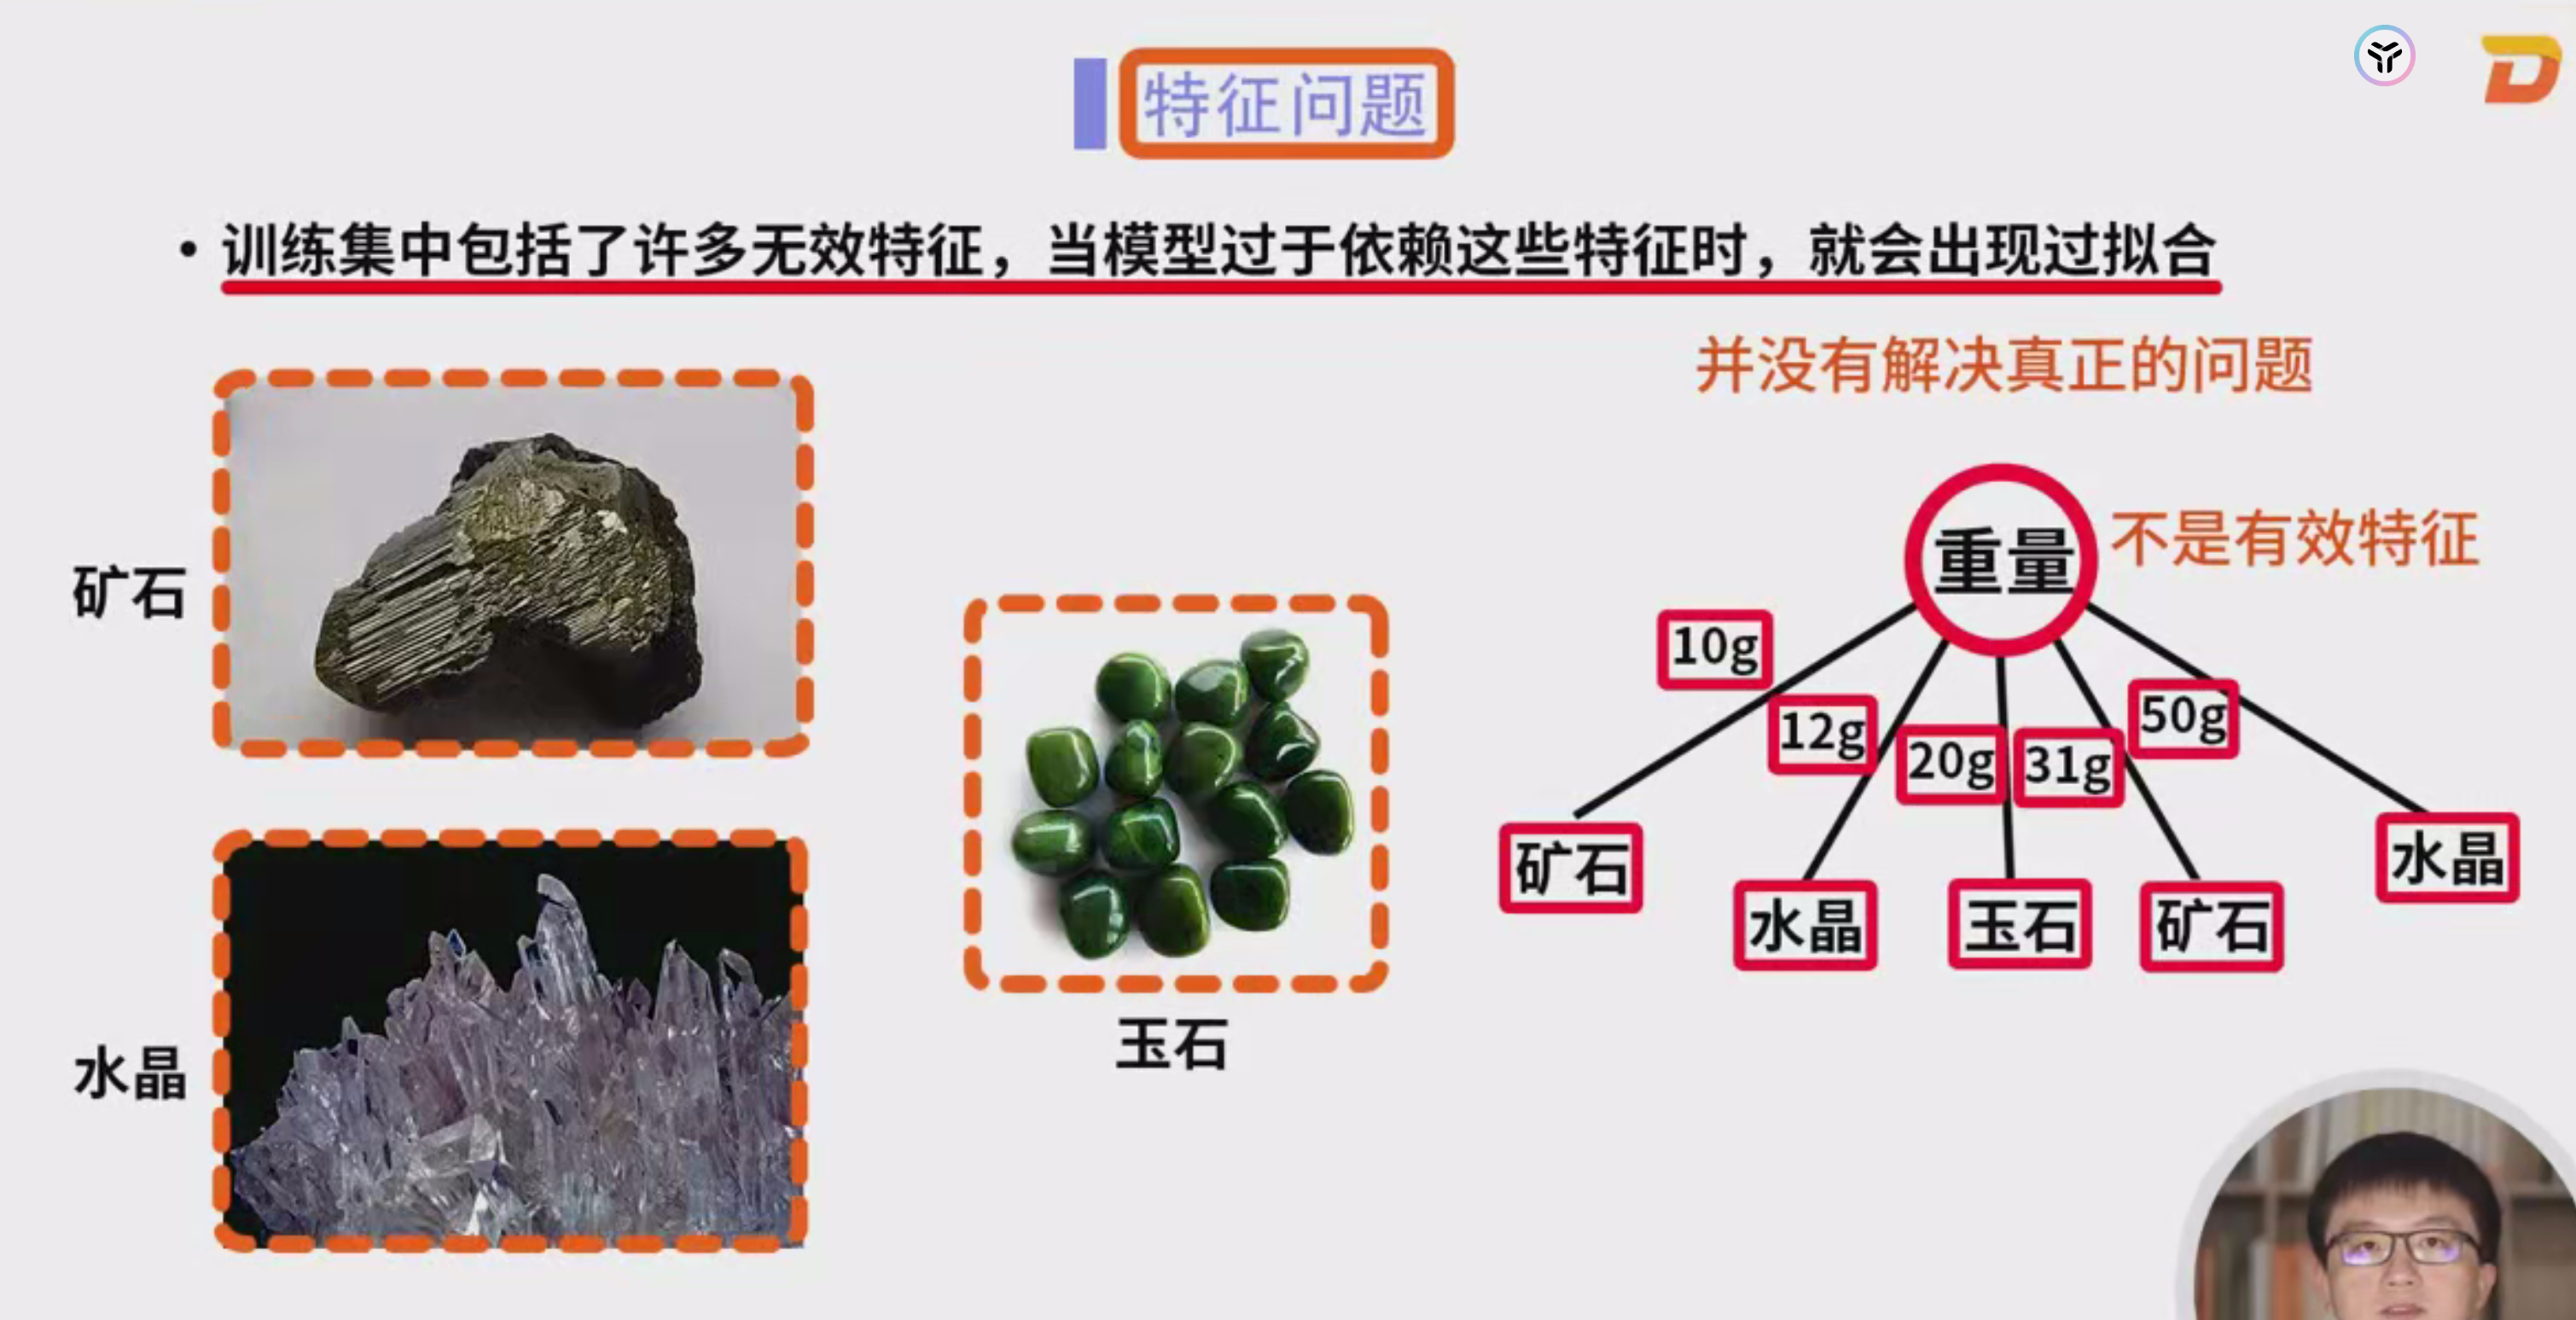 特征问题
• 训练集中包括了许多无效特征，当模型过于依赖这些特征时，就会出现过拟合
并没有解决真正的问题
重量
不是有效特征
10g
12g
20g
31g
50g
矿石
水晶
玉石
矿石
水晶
矿石
水晶
玉石